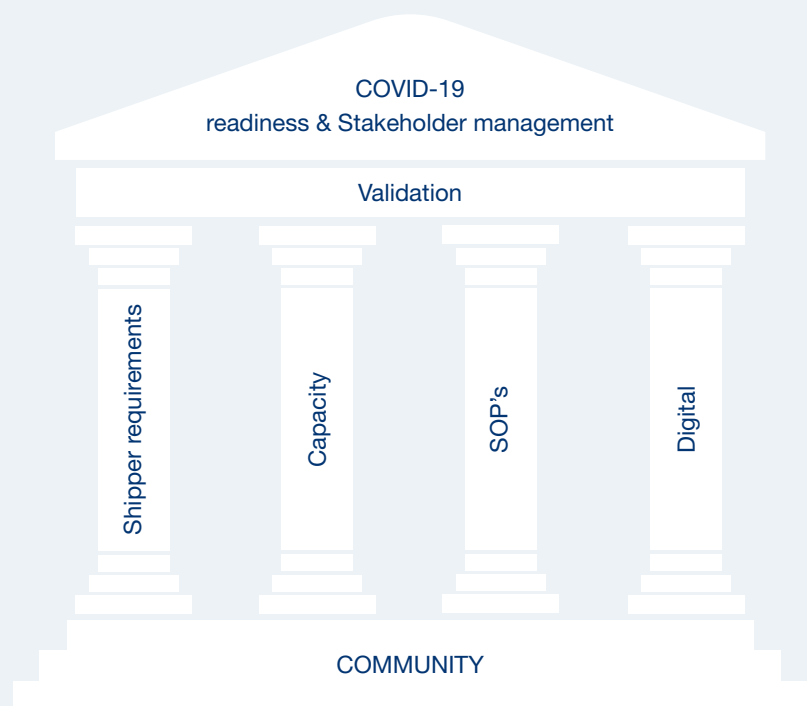 COVID-19
readiness & Stakeholder management
Validation
Shipper requirements
Capacity
SOP’s
Digital
COMMUNITY